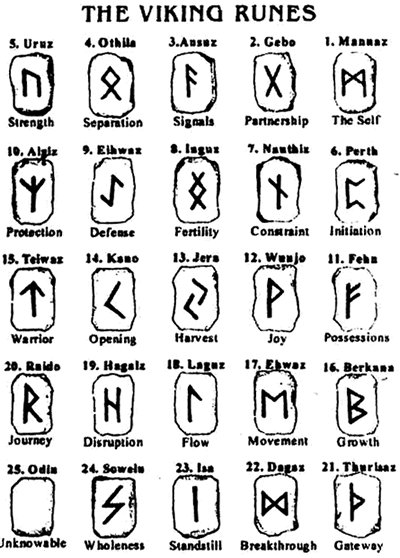 THE VIKING RUNES
5. Uruz 4. Othila 3.Ansuz 2. Gebo 1. Mannaz
ᚢ ᛟ ᚨ ᚷ ᛗ
Strength Separation Signals Partnership The Self
10. Algiz 9. Eihwaz 8. Inguz 7. Nauthiz 6. Perth
ᛉ ᛇ ᛝ ᚾ ᛈ
Protection Defense Fertility Constraint Initiation
15. Teiwaz 14. Kano 13. Jera 12. Wunjo 11. Fehu
ᛏ ᚲ ᛃ ᚹ ᚠ
Warrior Opening Harvest Joy Possessions
20. Raido 19. Hagalz 18. Laguz 17. Ehwaz 16. Berkana
ᚱ ᚺ ᛚ ᛖ ᛒ
Journey Disruption Flow Movement Growth
25. Odin 24. Sowelu 23. Isa 22. Dagaz 21. Thurisaz
ᛋ ᛁ ᛞ ᚦ
Unknowable Wholeness Standstill Breakthrough Gateway